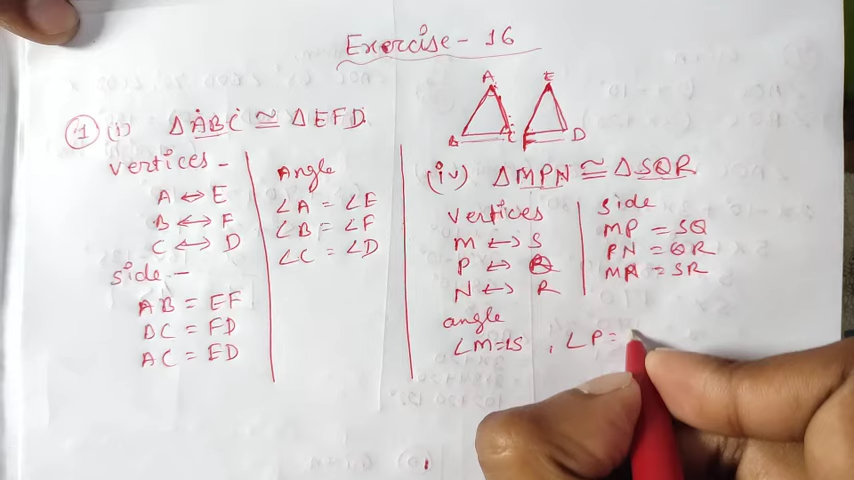 Exercise - 16
A E
B C F D
① (i) ΔABC ≅ ΔEFD
vertices -
A ↔ E
B ↔ F
C ↔ D
side -
AB = EF
BC = FD
AC = ED
Angle
∠A = ∠E
∠B = ∠F
∠C = ∠D
(iv) ΔMPN ≅ ΔSQR
vertices
M ↔ S
P ↔ Q
N ↔ R
side
MP = SQ
PN = QR
MN = SR
angle
∠M = ∠S , ∠P =